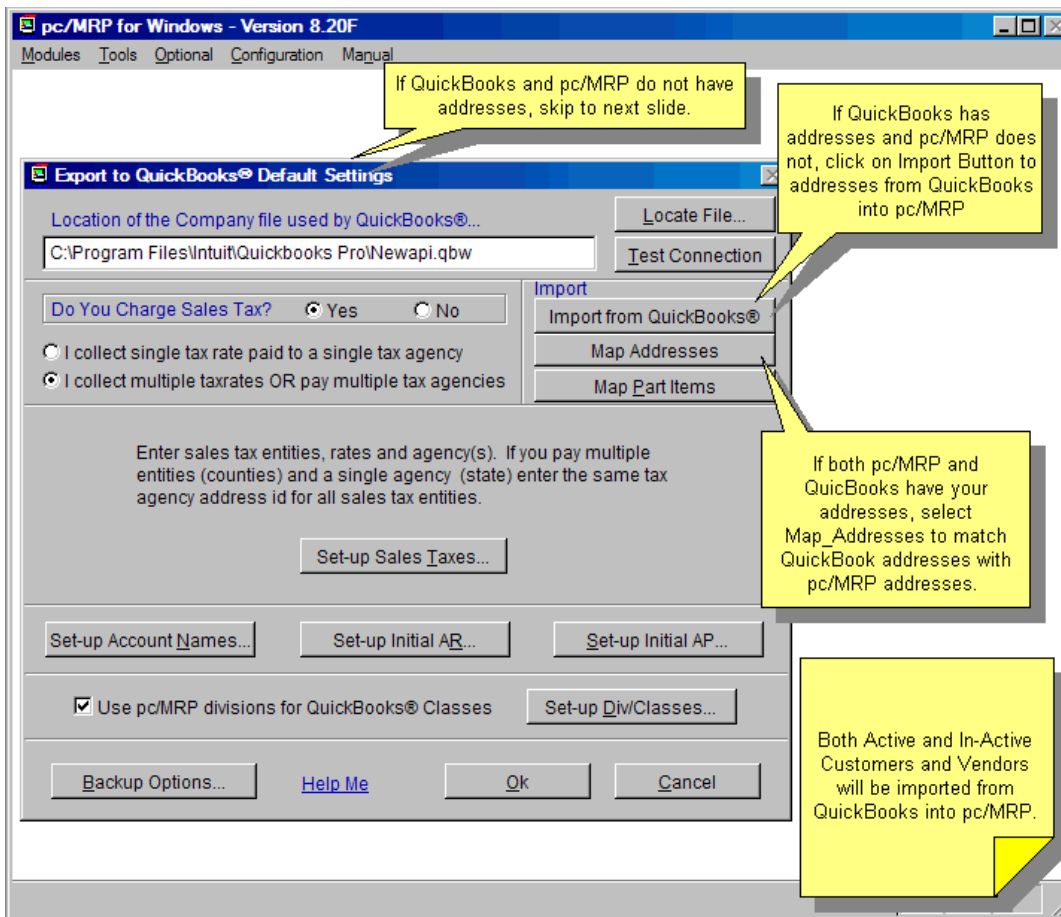 pc/MRP for Windows - Version 8.20F
Modules Tools Optional Configuration Manual
If QuickBooks and pc/MRP do not have
addresses, skip to next slide.
If QuickBooks has
addresses and pc/MRP does
not, click on Import Button to
addresses from QuickBooks
into pc/MRP
Export to QuickBooks® Default Settings
Location of the Company file used by QuickBooks®...
Locate File...
C:\Program Files\Intuit\Quickbooks Pro\Newapi.qbw
Test Connection
Do You Charge Sales Tax? Yes No
Import
Import from QuickBooks®
I collect single tax rate paid to a single tax agency
Map Addresses
I collect multiple taxrates OR pay multiple tax agencies
Map Part Items
Enter sales tax entities, rates and agency(s). If you pay multiple
entities (counties) and a single agency (state) enter the same tax
agency address id for all sales tax entities.
If both pc/MRP and
QuicBooks have your
addresses, select
Map_Addresses to match
QuickBook addresses with
pc/MRP addresses.
Set-up Sales Taxes...
Set-up Account Names... Set-up Initial AR... Set-up Initial AP...
Use pc/MRP divisions for QuickBooks® Classes Set-up Div/Classes...
Both Active and In-Active
Customers and Vendors
will be imported from
QuickBooks into pc/MRP.
Backup Options... Help Me Ok Cancel